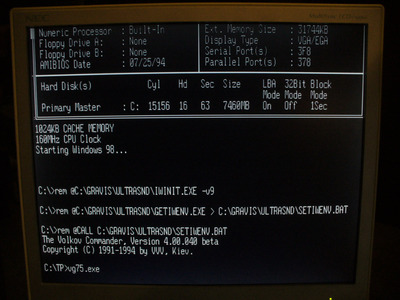 NEC
Numeric Processor : Built-In
Ext. Memory Size : 31744kB
Floppy Drive A: : None
Display Type : VGA/EGA
Floppy Drive B: : None
Serial Port(s) : 3F8
AMIBIOS Date : 07/25/94
Parallel Port(s) : 378
Hard Disk(s) Cyl Hd Sec Size LBA Mode 32Bit Mode Block Mode
Primary Master : C: 15156 16 63 7460MB On Off 1Sec
1024KB CACHE MEMORY
160MHz CPU Clock
Starting Windows 98...
C:\>rem @C:\GRAVIS\ULTRASND\IWINIT.EXE -v9
C:\>rem @C:\GRAVIS\ULTRASND\GETIWENV.EXE > C:\GRAVIS\ULTRASND\SETIWENV.BAT
C:\>rem @CALL C:\GRAVIS\ULTRASND\SETIWENV.BAT
The Volkov Commander, Version 4.00.040 beta
Copyright (C) 1991-1994 by VVV, Kiev.
C:\TP>vg75.exe